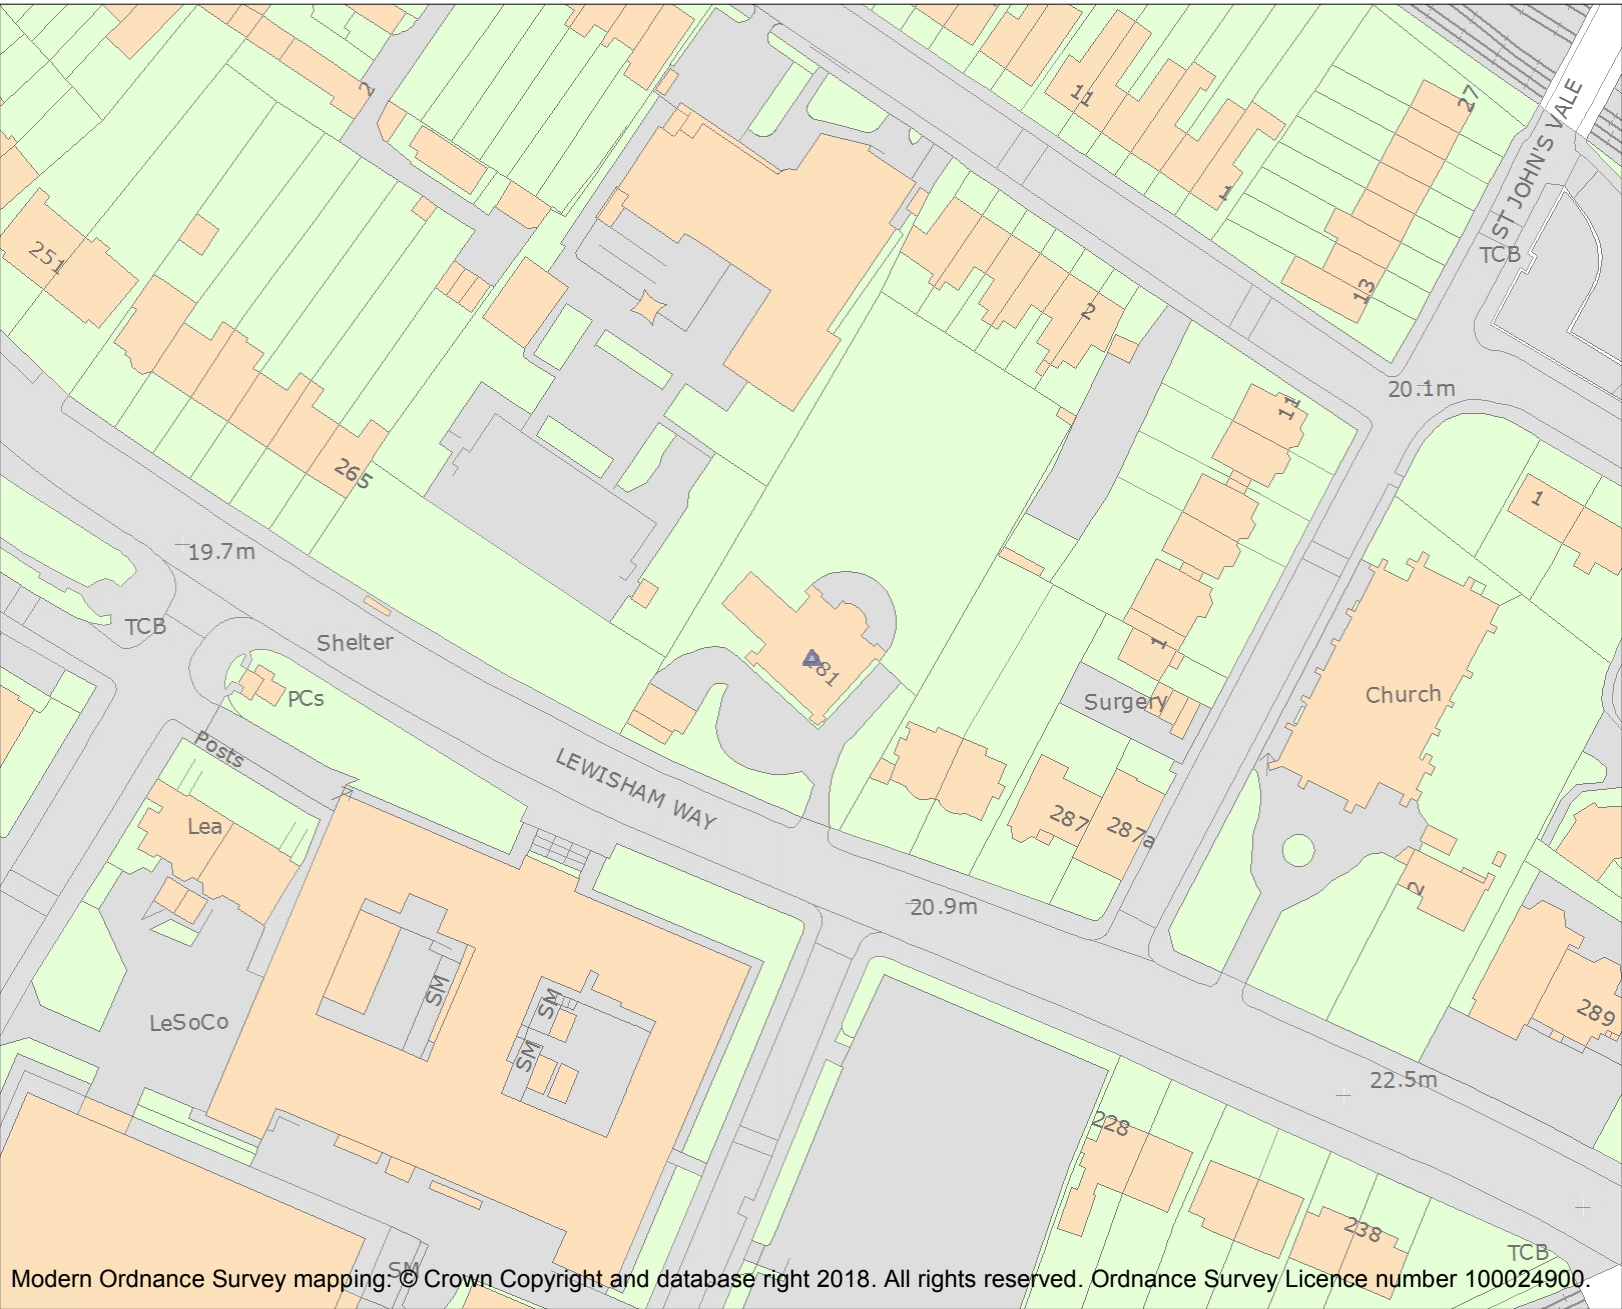 2
11
27
1
ST JOHN'S VALE
TCB
251
2
13
20.1m
11
265
1
19.7m
TCB
Shelter
1
281
PCs
Surgery
Church
Posts
LEWISHAM WAY
Lea
287
287a
2
20.9m
SM
SM
LeSoCo
SM
289
22.5m
228
238
TCB
SM
Modern Ordnance Survey mapping: © Crown Copyright and database right 2018. All rights reserved. Ordnance Survey Licence number 100024900.